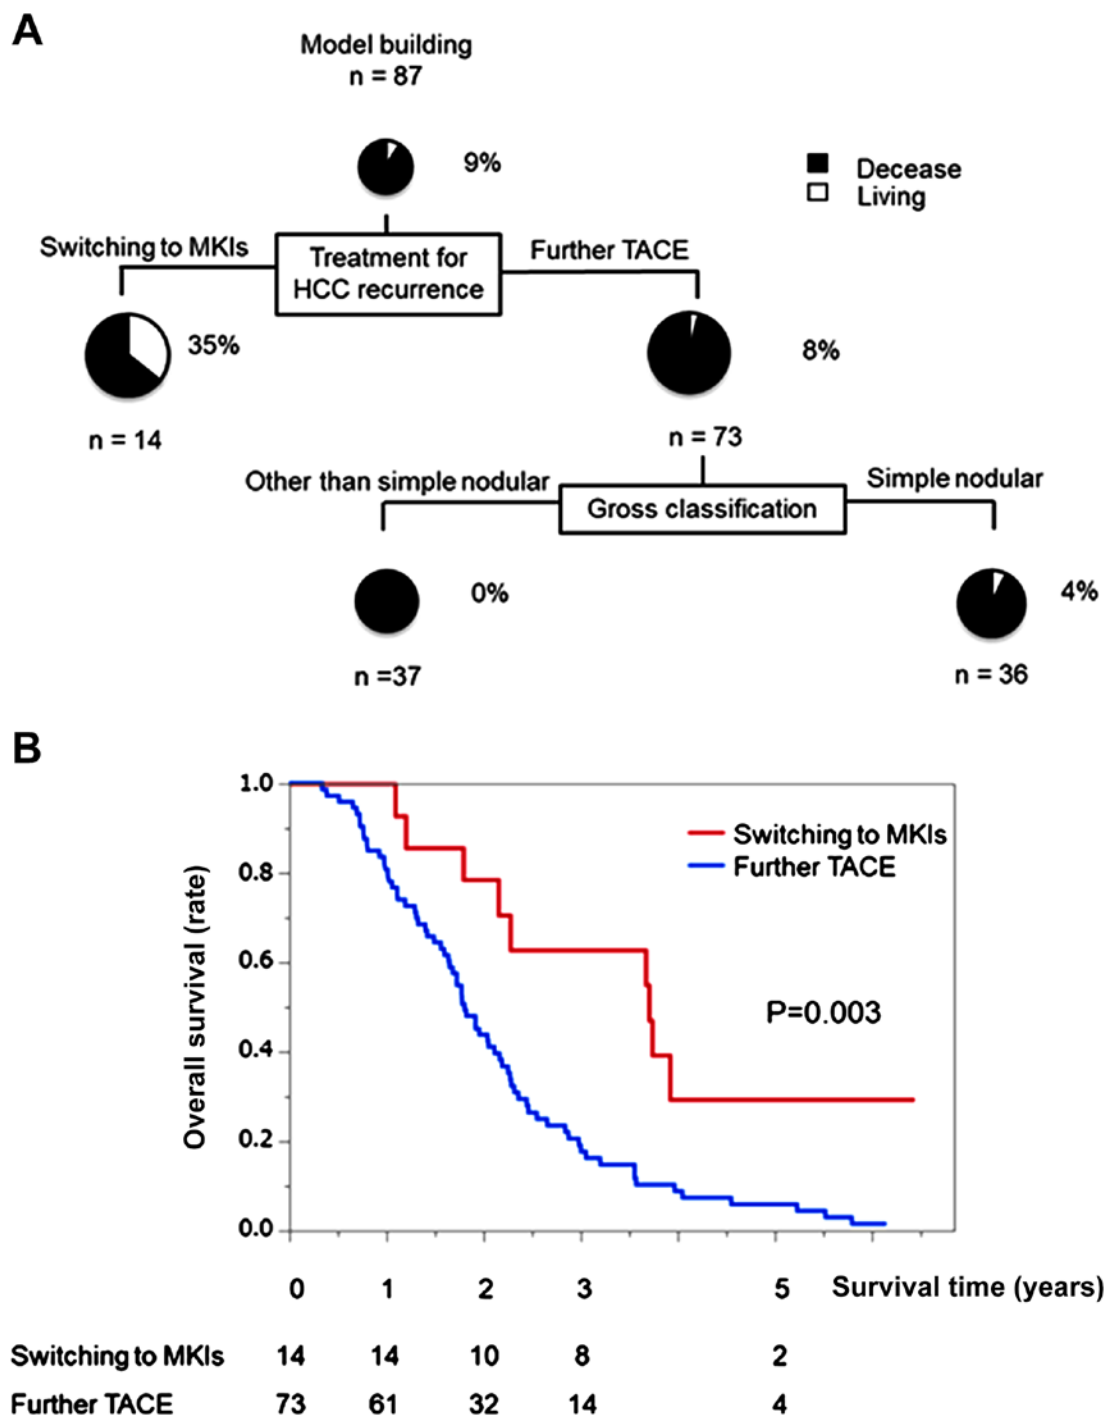 A
Model building
n = 87
9%
Decease
Living
Switching to MKIs
Treatment for
HCC recurrence
Further TACE
35%
8%
n = 14
n = 73
Other than simple nodular
Gross classification
Simple nodular
0%
4%
n =37
n = 36
B
1.0
0.8
0.6
0.4
0.2
0.0
Overall survival (rate)
Switching to MKIs
Further TACE
P=0.003
0 1 2 3 5 Survival time (years)
Switching to MKIs 14 14 10 8 2
Further TACE 73 61 32 14 4